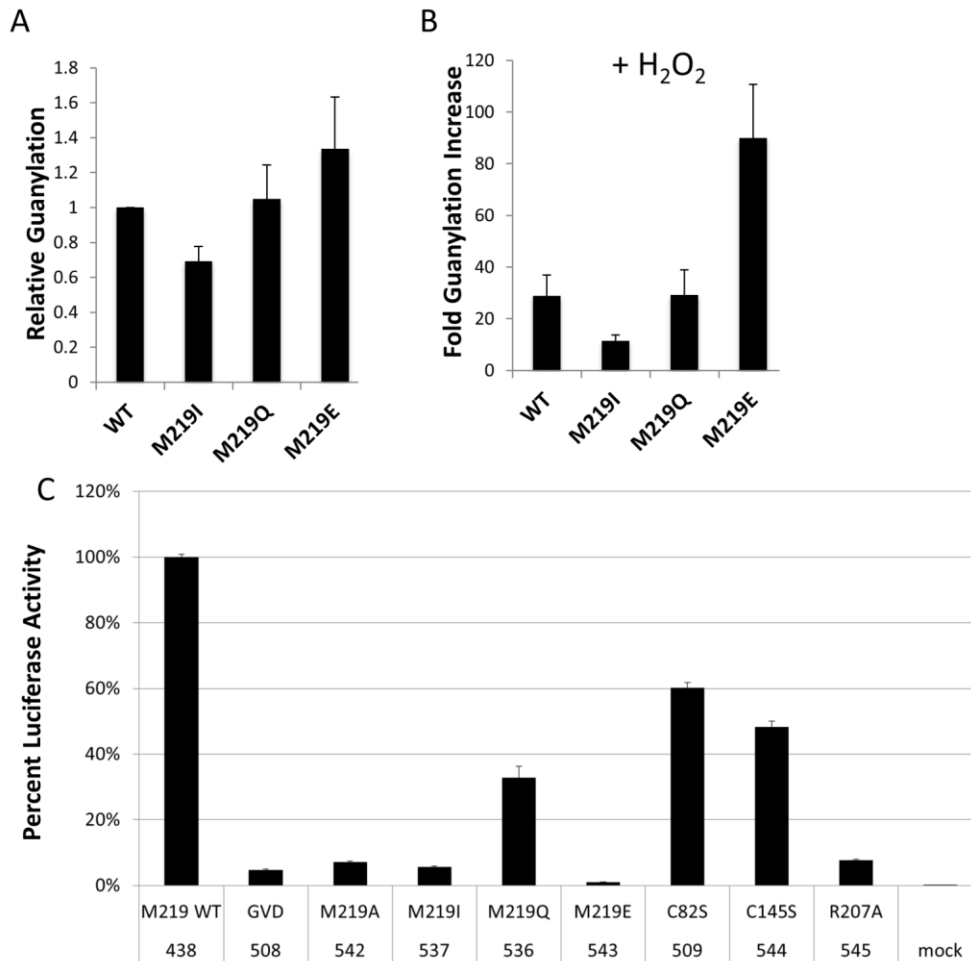 A
Relative Guanylation
1.8
1.6
1.4
1.2
1
0.8
0.6
0.4
0.2
0
WT
M219I
M219Q
M219E
B
+ H₂O₂
Fold Guanylation Increase
120
100
80
60
40
20
0
WT
M219I
M219Q
M219E
C
Percent Luciferase Activity
120%
100%
80%
60%
40%
20%
0%
M219 WT GVD M219A M219I M219Q M219E C82S C145S R207A
438 508 542 537 536 543 509 544 545 mock